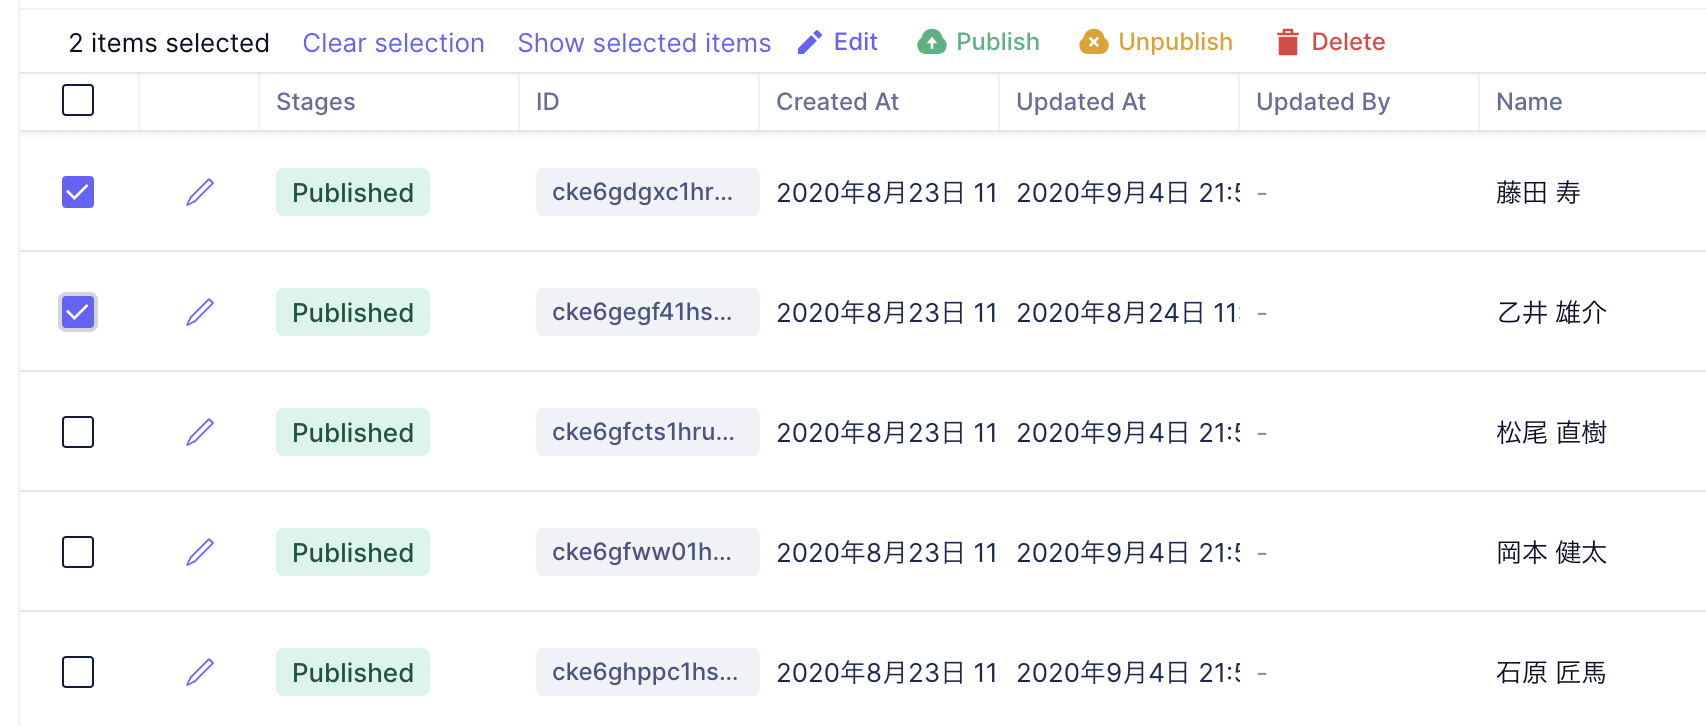 2 items selected Clear selection Show selected items Edit Publish Unpublish Delete
Stages ID Created At Updated At Updated By Name
Published cke6gdgxc1hr... 2020年8月23日 11 2020年9月4日 21: - 藤田 寿
Published cke6gegf41hs... 2020年8月23日 11 2020年8月24日 11: - 乙井 雄介
Published cke6gfcts1hru... 2020年8月23日 11 2020年9月4日 21: - 松尾 直樹
Published cke6gfww01h... 2020年8月23日 11 2020年9月4日 21: - 岡本 健太
Published cke6ghppc1hs... 2020年8月23日 11 2020年9月4日 21: - 石原 匠馬